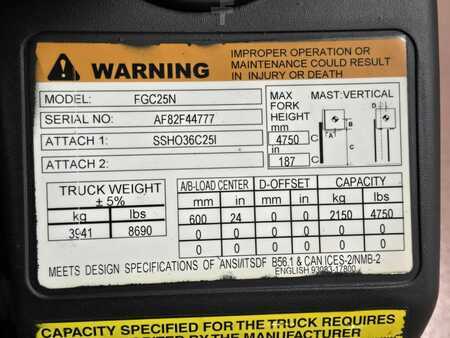 WARNING
IMPROPER OPERATION OR
MAINTENANCE COULD RESULT
IN INJURY OR DEATH
MODEL: FGC25N
SERIAL NO: AF82F44777
ATTACH 1: SSHO36C25I
ATTACH 2:
MAX
FORK
HEIGHT
mm
4750 C
in
187 C
MAST:VERTICAL
D
B
A
C
TRUCK WEIGHT
± 5%
kg lbs
3941 8690
A/B-LOAD CENTER D-OFFSET CAPACITY
mm in mm in kg lbs
600 24 0 0 2150 4750
0 0 0 0 0 0
0 0 0 0 0 0
MEETS DESIGN SPECIFICATIONS OF ANSI/ITSDF B56.1 & CAN ICES-2/NMB-2
ENGLISH 93983-17800
CAPACITY SPECIFIED FOR THE TRUCK REQUIRES
BY THE MANUFACTURER